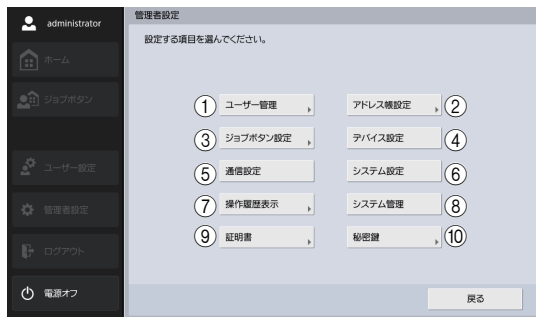 administrator
ホーム
ジョブボタン
ユーザー設定
管理者設定
ログアウト
電源オフ
管理者設定
設定する項目を選んでください。
① ユーザー管理 アドレス帳設定 ②
③ ジョブボタン設定 デバイス設定 ④
⑤ 通信設定 システム設定 ⑥
⑦ 操作履歴表示 システム管理 ⑧
⑨ 証明書 秘密鍵 ⑩
戻る